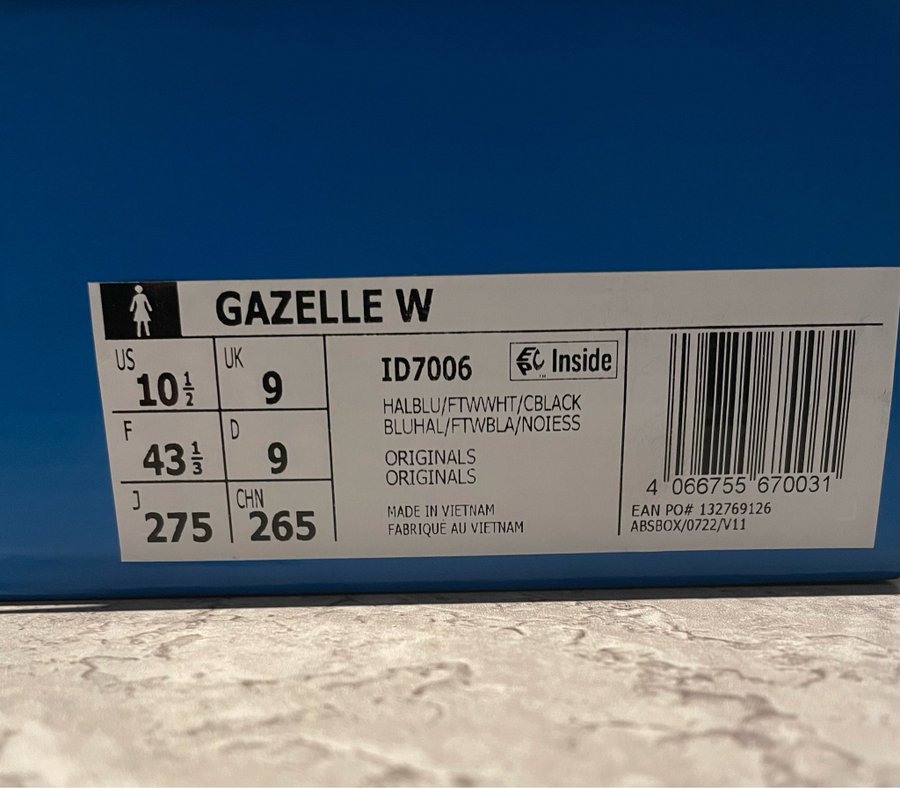 GAZELLE W
US 10 1/2
UK 9
F 43 1/3
D 9
J 275
CHN 265
ID7006
EPC Inside
HALBLU/FTWWHT/CBLACK
BLUHAL/FTWBLA/NOIESS
ORIGINALS
ORIGINALS
MADE IN VIETNAM
FABRIQUÉ AU VIETNAM
4 066755 670031
EAN PO# 132769126
ABSBOX/0722/V11